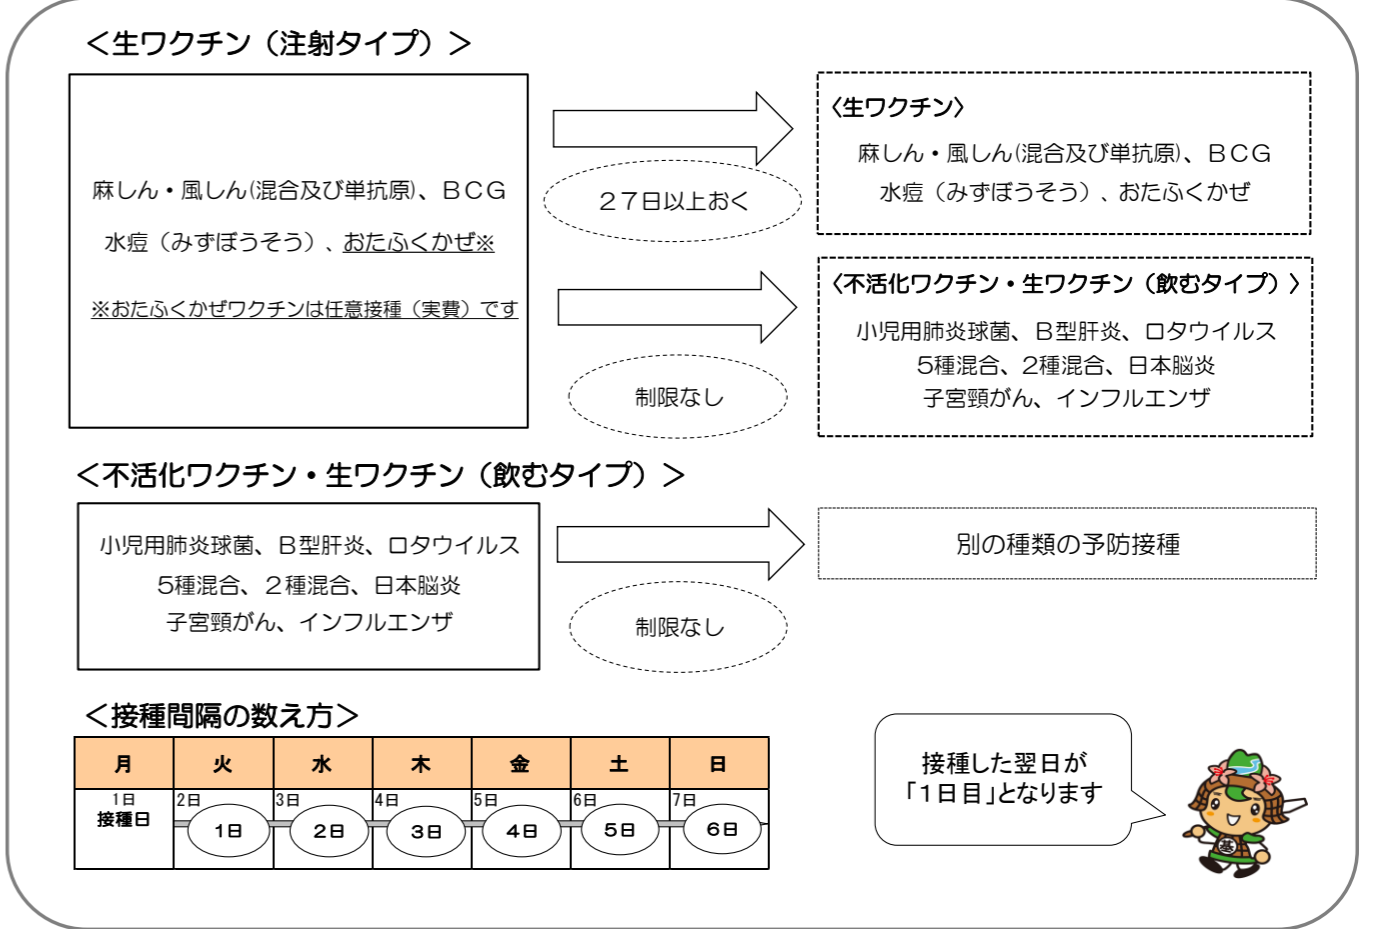 ＜生ワクチン（注射タイプ）＞
麻しん・風しん(混合及び単抗原)、ＢＣＧ
水痘（みずぼうそう）、おたふくかぜ※
※おたふくかぜワクチンは任意接種（実費）です
２７日以上おく
〈生ワクチン〉
麻しん・風しん(混合及び単抗原)、ＢＣＧ
水痘（みずぼうそう）、おたふくかぜ
制限なし
〈不活化ワクチン・生ワクチン（飲むタイプ）〉
小児用肺炎球菌、Ｂ型肝炎、ロタウイルス
5種混合、2種混合、日本脳炎
子宮頸がん、インフルエンザ
＜不活化ワクチン・生ワクチン（飲むタイプ）＞
小児用肺炎球菌、Ｂ型肝炎、ロタウイルス
5種混合、２種混合、日本脳炎
子宮頸がん、インフルエンザ
制限なし
別の種類の予防接種
＜接種間隔の数え方＞
月 火 水 木 金 土 日
1日 2日 3日 4日 5日 6日 7日
接種日 1日 2日 3日 4日 5日 6日
接種した翌日が
「１日目」となります
基